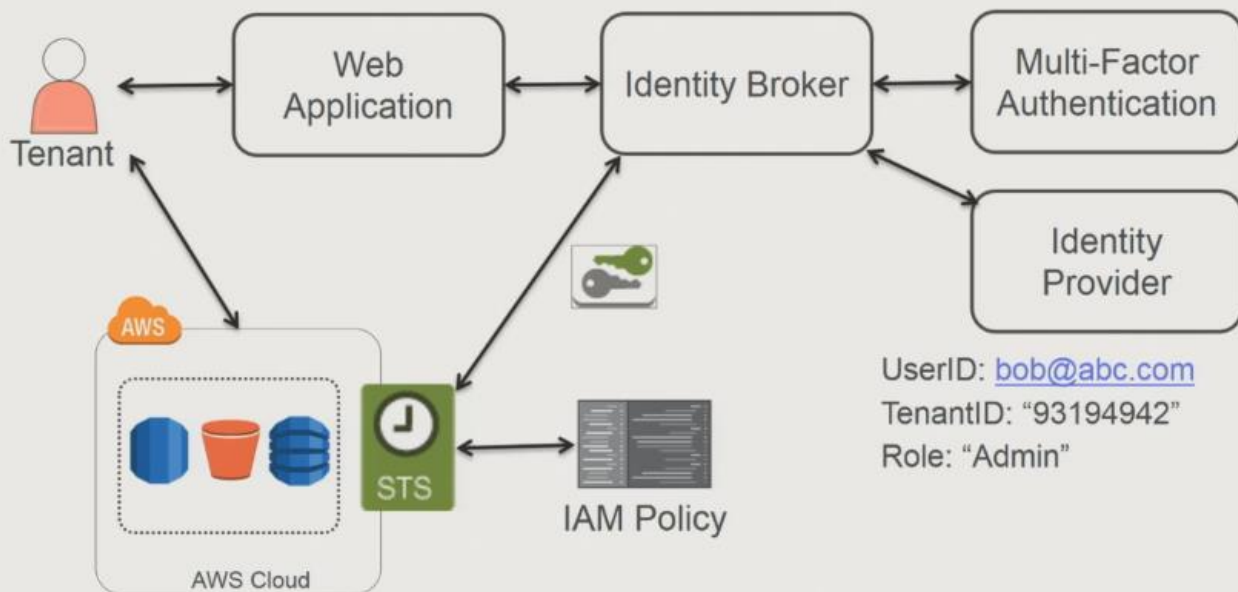 Tenant
Web
Application
Identity Broker
Multi-Factor
Authentication
Identity
Provider
UserID: bob@abc.com
TenantID: “93194942”
Role: “Admin”
AWS
STS
IAM Policy
AWS Cloud